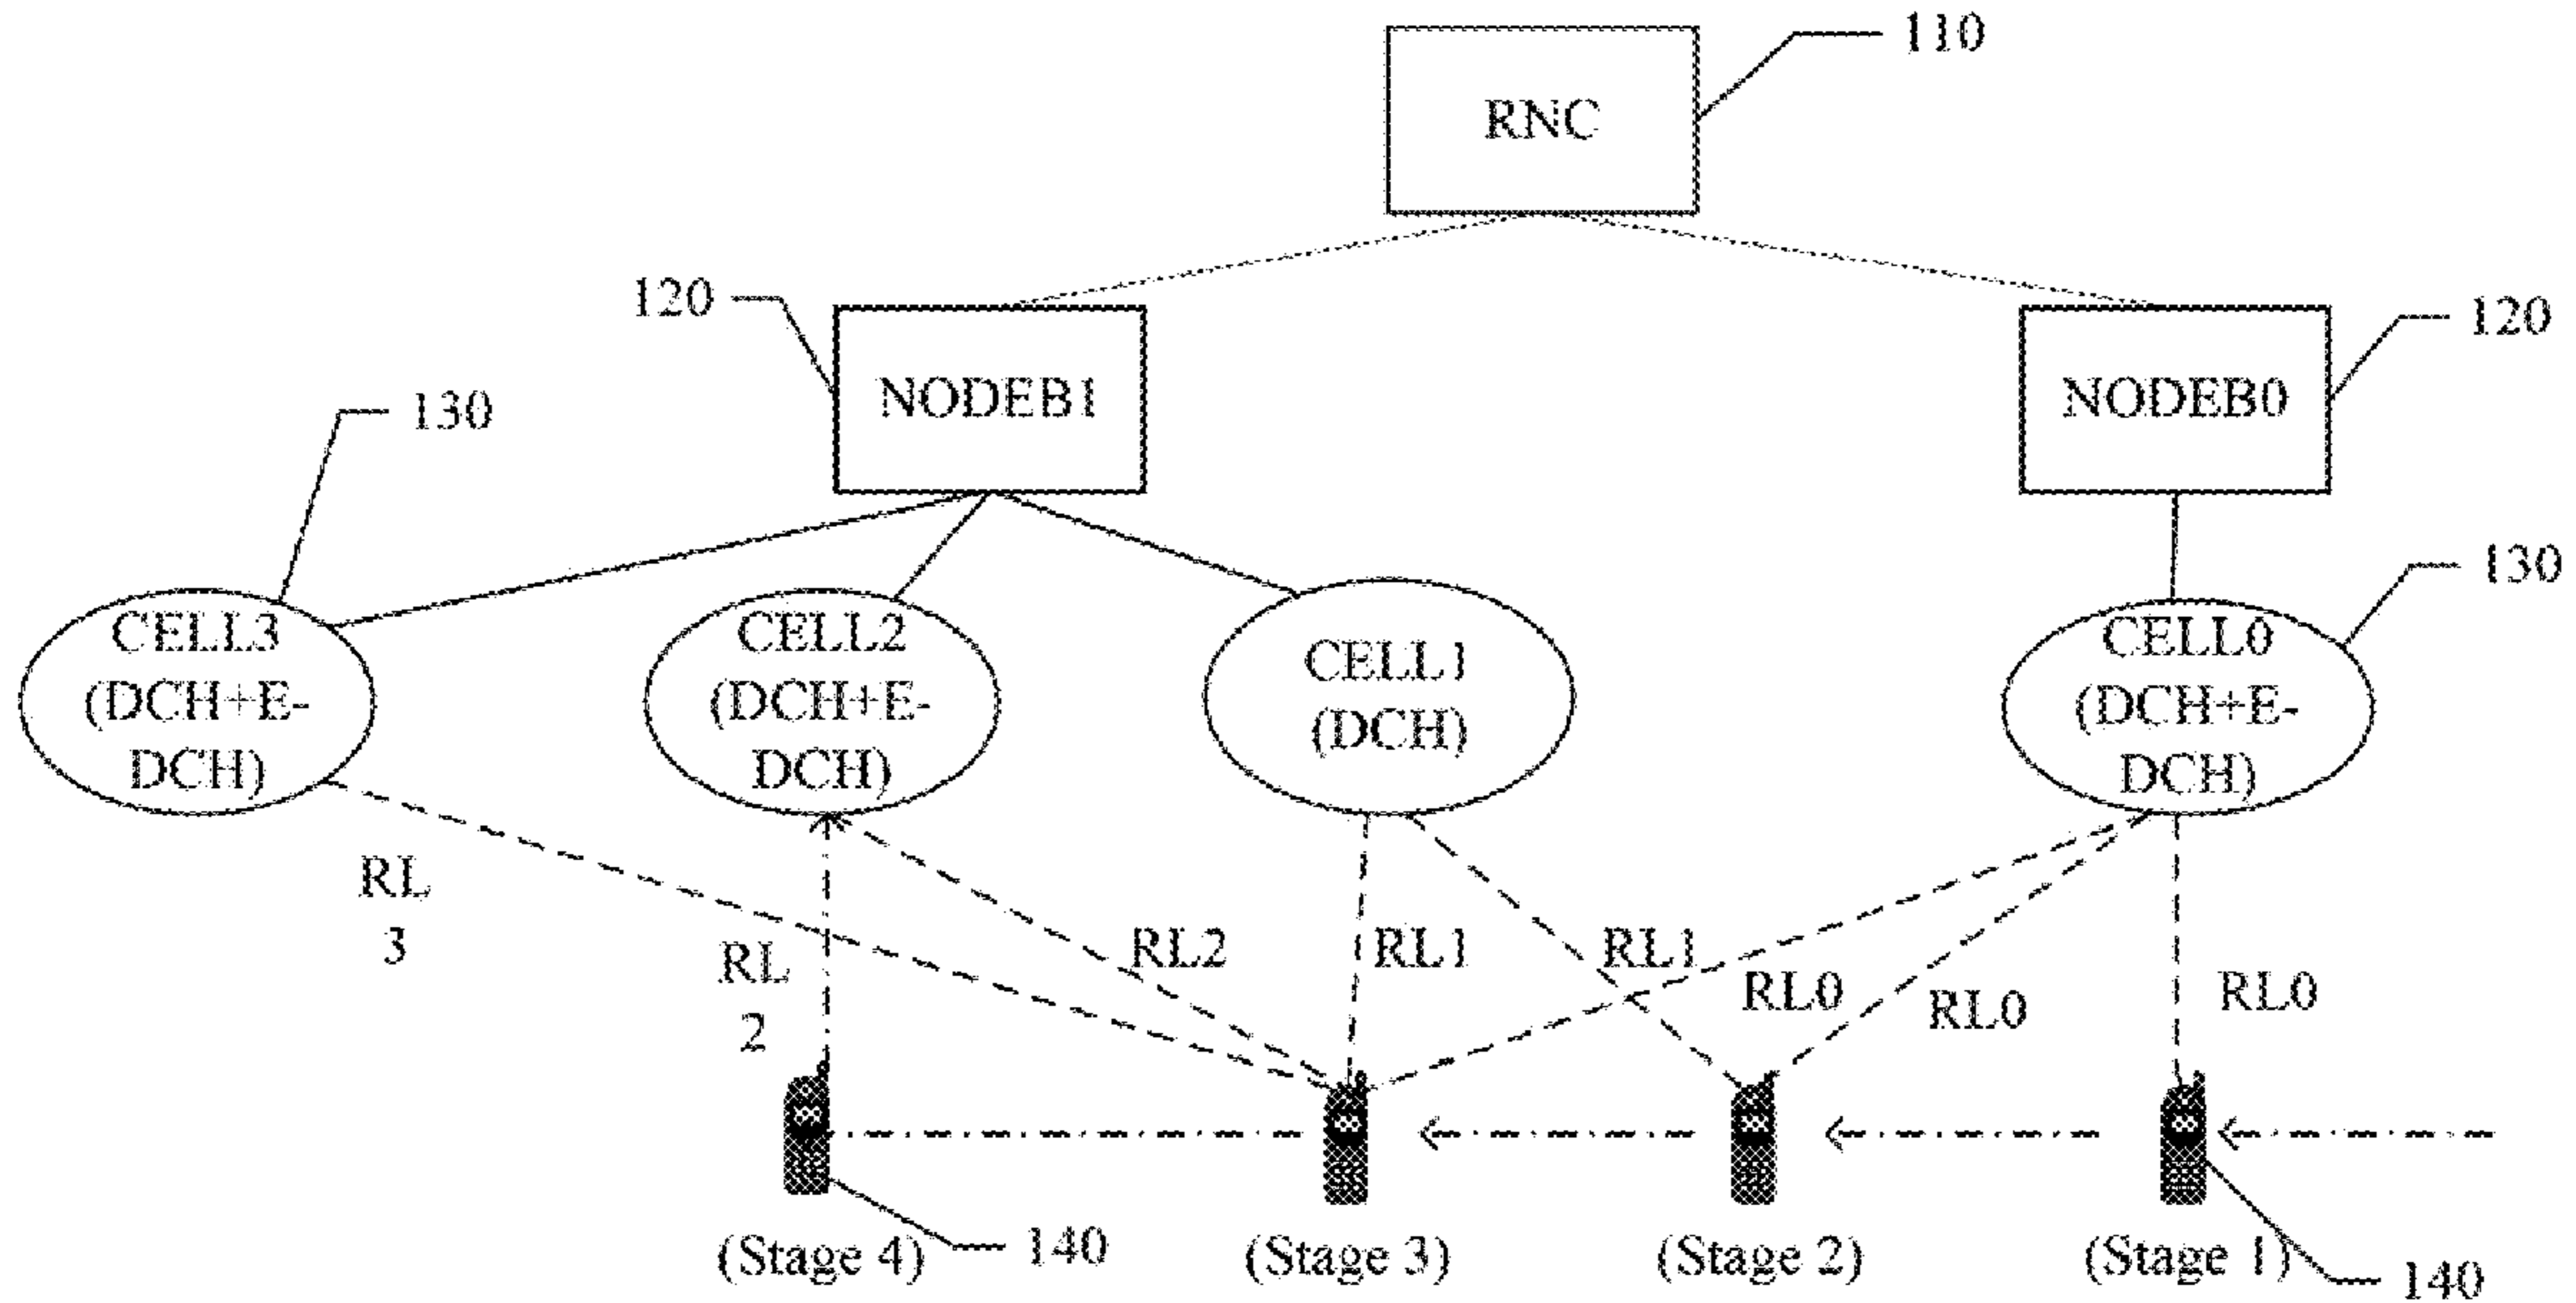 110
RNC
120
NODEB1
NODEB0
120
130
130
CELL3
(DCH+E-
DCH)
CELL2
(DCH+E-
DCH)
CELL1
(DCH)
CELL0
(DCH+E-
DCH)
RL
3
RL
2
RL2
RL1
RL1
RL0
RL0
RL0
(Stage 4)
140
(Stage 3)
(Stage 2)
(Stage 1)
140